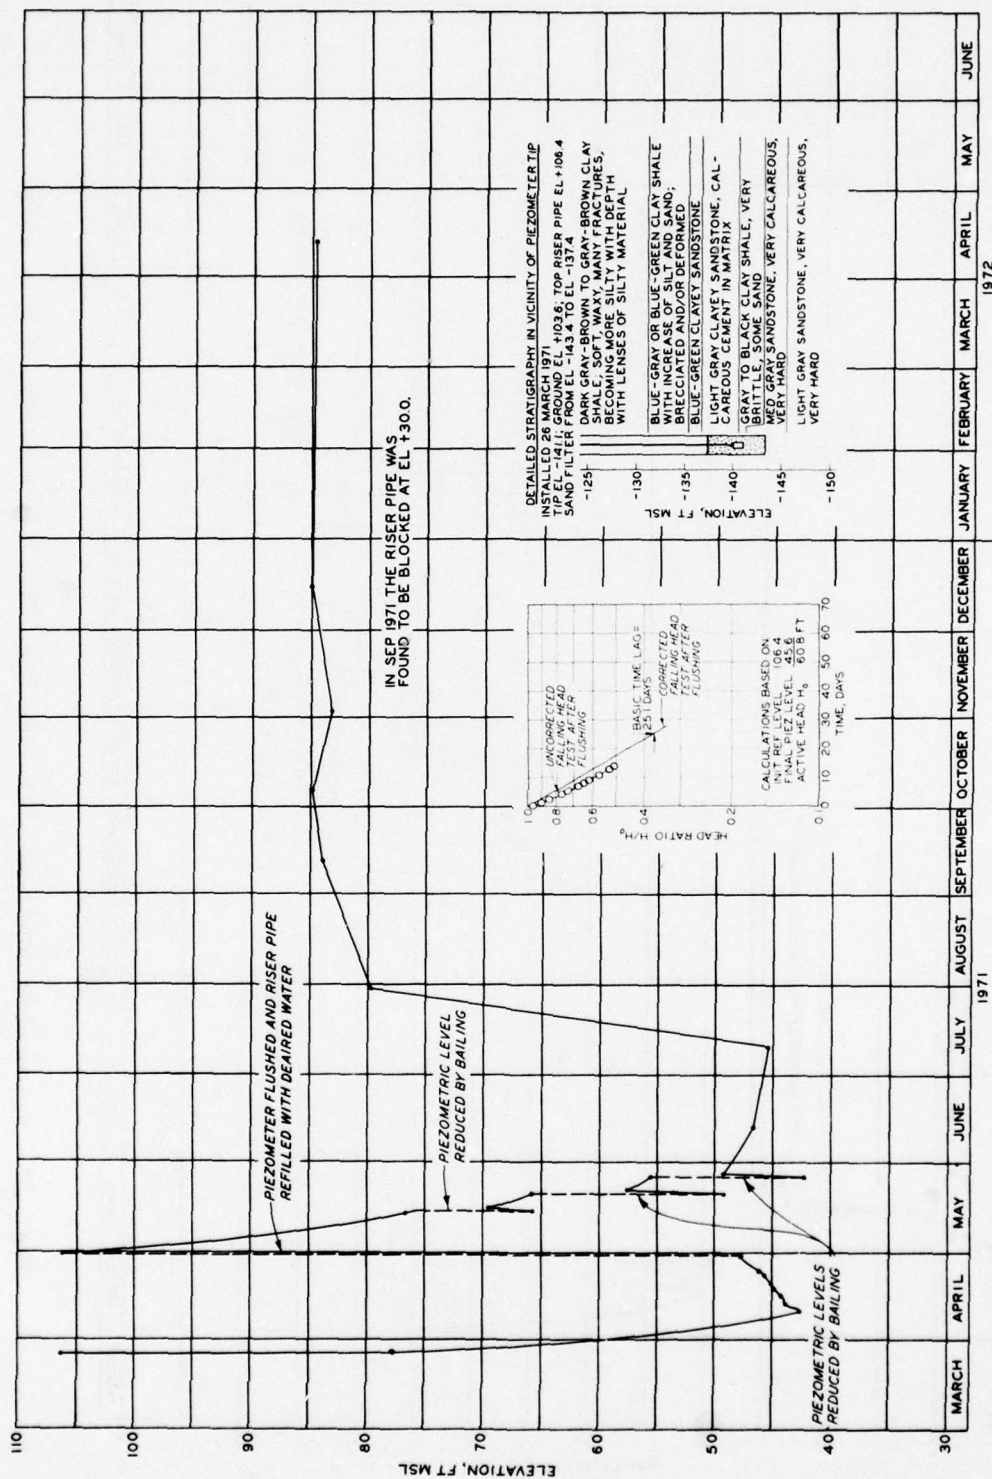 110
100
90
80
70
60
50
40
30
ELEVATION, FT MSL
PIEZOMETER FLUSHED AND RISER PIPE
REFILLED WITH DEAIRED WATER
PIEZOMETRIC LEVEL
REDUCED BY BAILING
PIEZOMETRIC LEVELS
REDUCED BY BAILING
IN SEP 1971 THE RISER PIPE WAS
FOUND TO BE BLOCKED AT EL +30.0.
HEAD RATIO H/H₀
1.0
0.8
0.6
0.4
0.2
0.1
UNCORRECTED
FALLING HEAD
TEST AFTER
FLUSHING
BASIC TIME LAG=
25.1 DAYS
CORRECTED
FALLING HEAD
TEST AFTER
FLUSHING
CALCULATIONS BASED ON
INIT REF LEVEL 106.4
FINAL PIEZ LEVEL 45.6
ACTIVE HEAD H₀ 60.8 FT
0 10 20 30 40 50 60 70
TIME, DAYS
DETAILED STRATIGRAPHY IN VICINITY OF PIEZOMETER TIP
INSTALLED 26 MARCH 1971
TIP EL -141.1; GROUND EL +103.6; TOP RISER PIPE EL +106.4
SAND FILTER FROM EL -143.4 TO EL -137.4
-125
-130
-135
-140
-145
-150
ELEVATION, FT MSL
DARK GRAY-BROWN TO GRAY-BROWN CLAY
SHALE, SOFT, WAXY, MANY FRACTURES,
BECOMING MORE SILTY WITH DEPTH
WITH LENSES OF SILTY MATERIAL
BLUE-GRAY OR BLUE-GREEN CLAY SHALE
WITH INCREASE OF SILT AND SAND;
BRECCIATED AND/OR DEFORMED
BLUE-GREEN CLAYEY SANDSTONE
LIGHT GRAY CLAYEY SANDSTONE, CAL-
CAREOUS CEMENT IN MATRIX
GRAY TO BLACK CLAY SHALE, VERY
BRITTLE, SOME SAND
MED GRAY SANDSTONE, VERY CALCAREOUS,
VERY HARD
LIGHT GRAY SANDSTONE, VERY CALCAREOUS,
VERY HARD
MARCH APRIL MAY JUNE JULY AUGUST SEPTEMBER OCTOBER NOVEMBER DECEMBER JANUARY FEBRUARY MARCH APRIL MAY JUNE
1971 1972